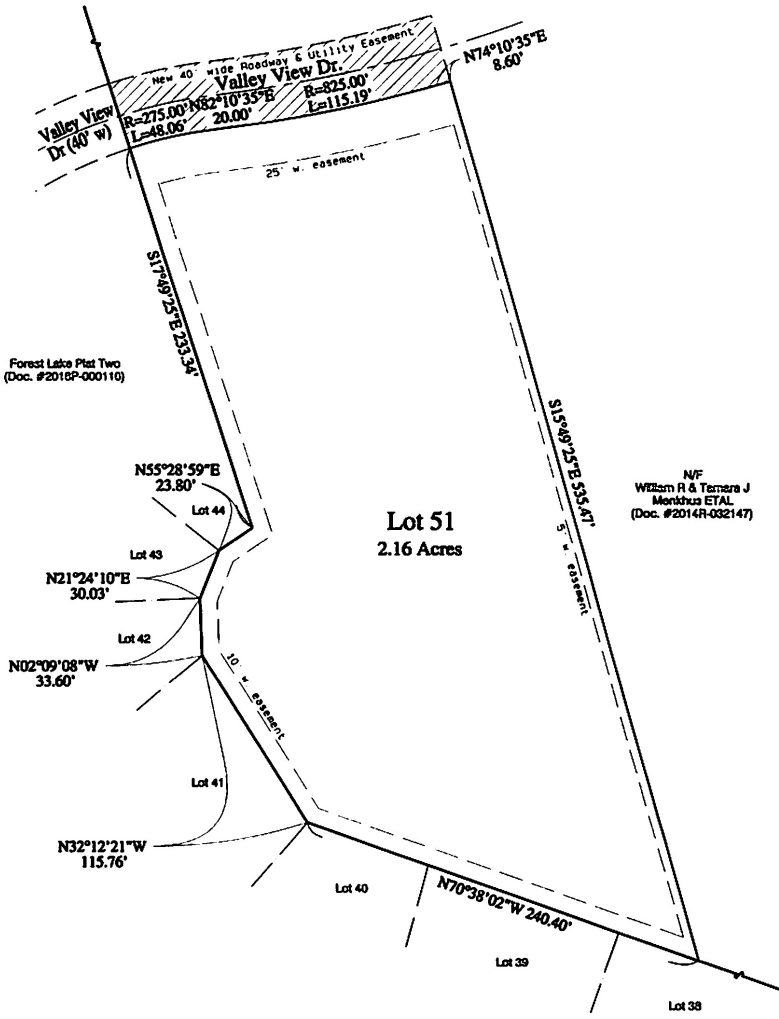 New 40' wide Roadway & Utility Easement
Valley View Dr.
N74°10'35"E
8.60'
Valley View
Dr (40' w)
R=275.00'
L=48.06'
N82°10'35"E
20.00'
R=825.00'
L=115.19'
25' w. easement
S17°49'25"E 233.34'
Forest Lake Plat Two
(Doc. #2016P-000110)
N55°28'59"E
23.80'
Lot 44
Lot 43
N21°24'10"E
30.03'
Lot 42
N02°09'08"W
33.60'
10' w. easement
Lot 51
2.16 Acres
S15°49'25"E 535.47'
5' w. easement
N/F
William R & Tamara J
Menkhus ETAL
(Doc. #2014R-032147)
Lot 41
N32°12'21"W
115.76'
Lot 40
N70°38'02"W 240.40'
Lot 39
Lot 38